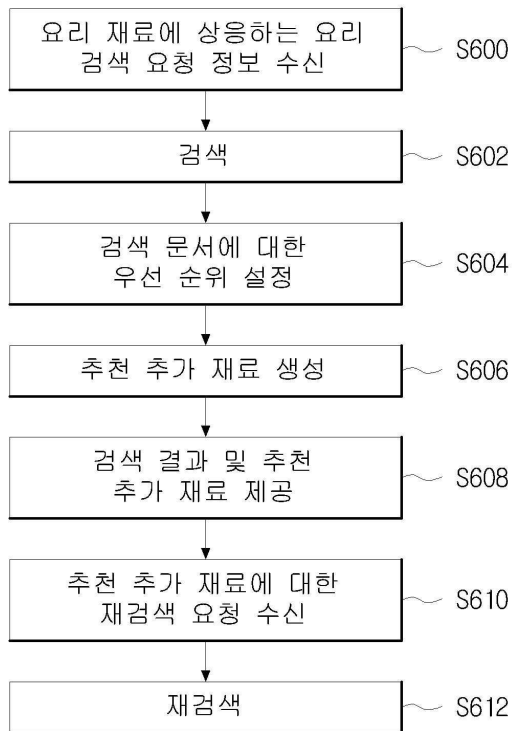 요리 재료에 상응하는 요리
검색 요청 정보 수신
S600
검색
S602
검색 문서에 대한
우선 순위 설정
S604
추천 추가 재료 생성
S606
검색 결과 및 추천
추가 재료 제공
S608
추천 추가 재료에 대한
재검색 요청 수신
S610
재검색
S612